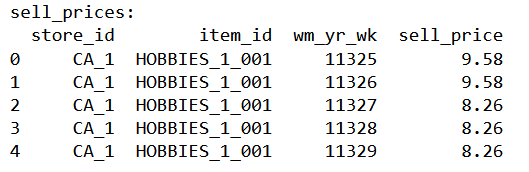 sell_prices:
store_id item_id wm_yr_wk sell_price
0 CA_1 HOBBIES_1_001 11325 9.58
1 CA_1 HOBBIES_1_001 11326 9.58
2 CA_1 HOBBIES_1_001 11327 8.26
3 CA_1 HOBBIES_1_001 11328 8.26
4 CA_1 HOBBIES_1_001 11329 8.26